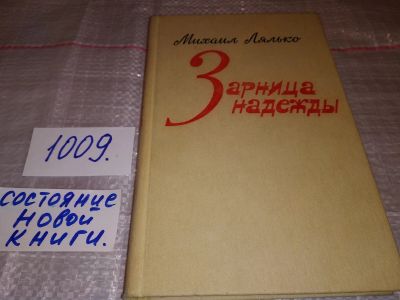 Михаил Лялько
Зарница
надежды
1009.
состояние
новой
книги.